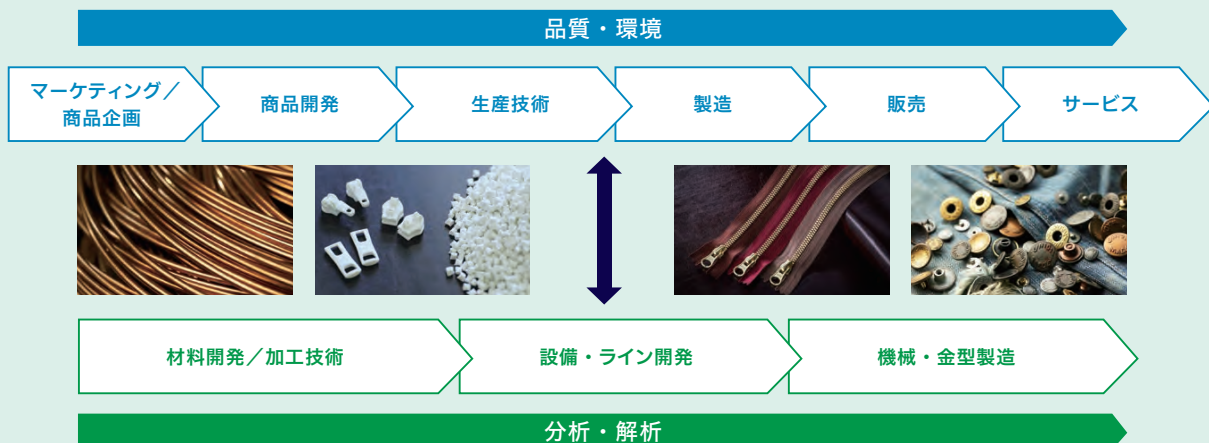 品質・環境
マーケティング／
商品企画
商品開発
生産技術
製造
販売
サービス
材料開発／加工技術
設備・ライン開発
機械・金型製造
分析・解析